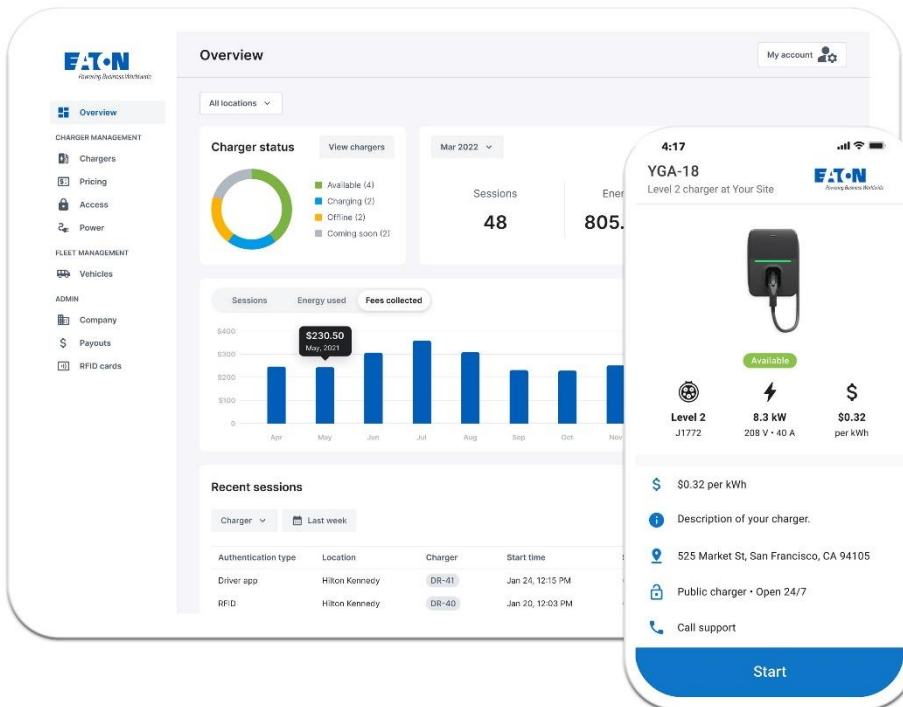 EATON
Powering Business Worldwide
Overview
CHARGER MANAGEMENT
Chargers
Pricing
Access
Power
FLEET MANAGEMENT
Vehicles
ADMIN
Company
Payouts
RFID cards
Overview
My account
All locations
Charger status
View chargers
Available (4)
Charging (2)
Offline (2)
Coming soon (2)
Mar 2022
Sessions
48
Ener
805.
Sessions
Energy used
Fees collected
$400
$300
$200
$100
0
$230.50
May, 2021
Apr
May
Jun
Jul
Aug
Sep
Oct
Nov
Recent sessions
Charger
Last week
Authentication type
Location
Charger
Start time
Driver app
Hilton Kennedy
DR-41
Jan 24, 12:15 PM
RFID
Hilton Kennedy
DR-40
Jan 20, 12:03 PM
4:17
YGA-18
Level 2 charger at Your Site
EATON
Powering Business Worldwide
Available
Level 2
J1772
8.3 kW
208 V • 40 A
$0.32
per kWh
$0.32 per kWh
Description of your charger.
525 Market St, San Francisco, CA 94105
Public charger • Open 24/7
Call support
Start